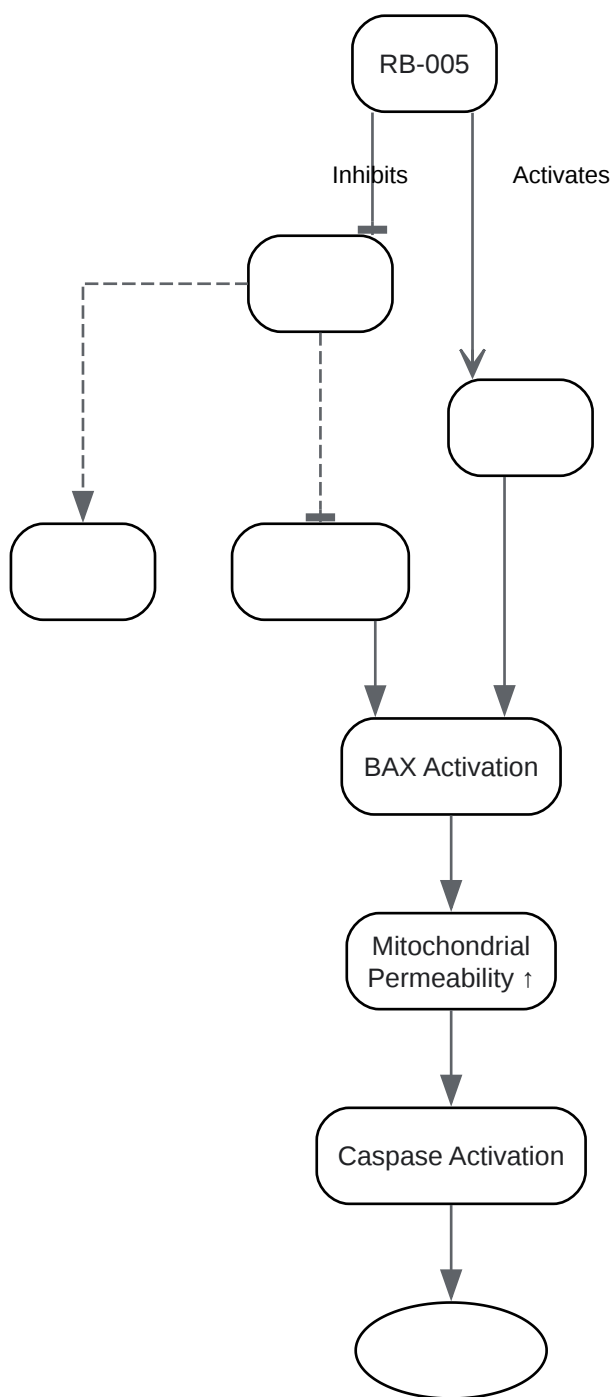 RB-005
Inhibits
Activates
BAX Activation
Mitochondrial
Permeability ↑
Caspase Activation